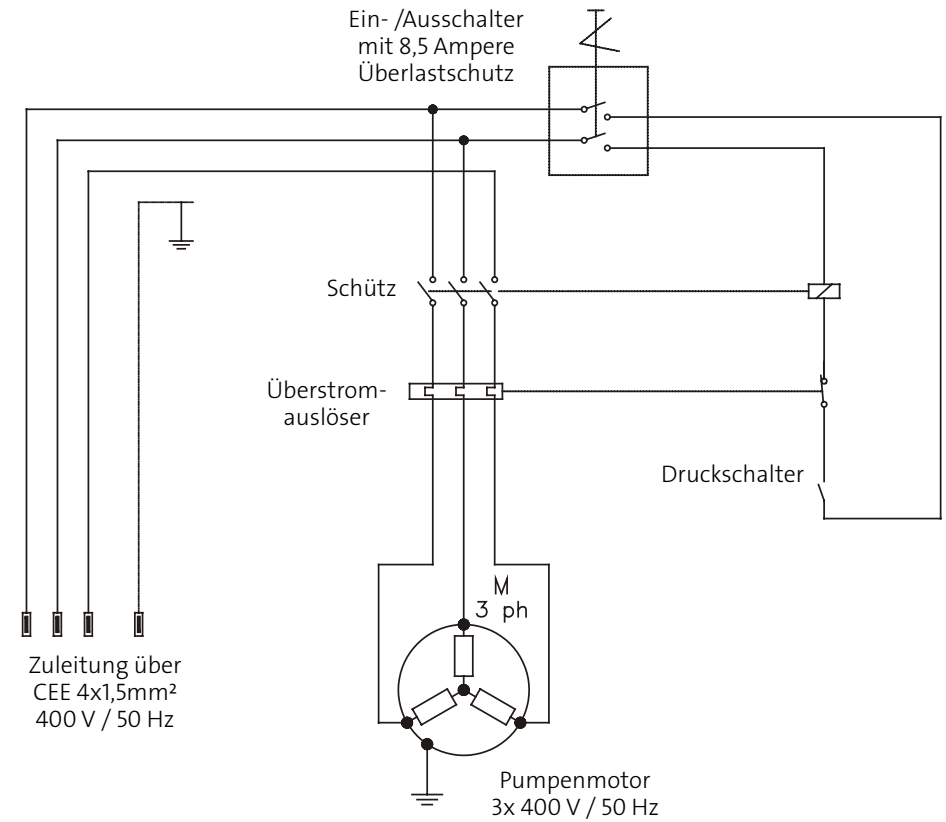 Ein- /Ausschalter
mit 8,5 Ampere
Überlastschutz
Schütz
Überstrom-
auslöser
Druckschalter
M
3 ph
Zuleitung über
CEE 4x1,5mm²
400 V / 50 Hz
Pumpenmotor
3x 400 V / 50 Hz